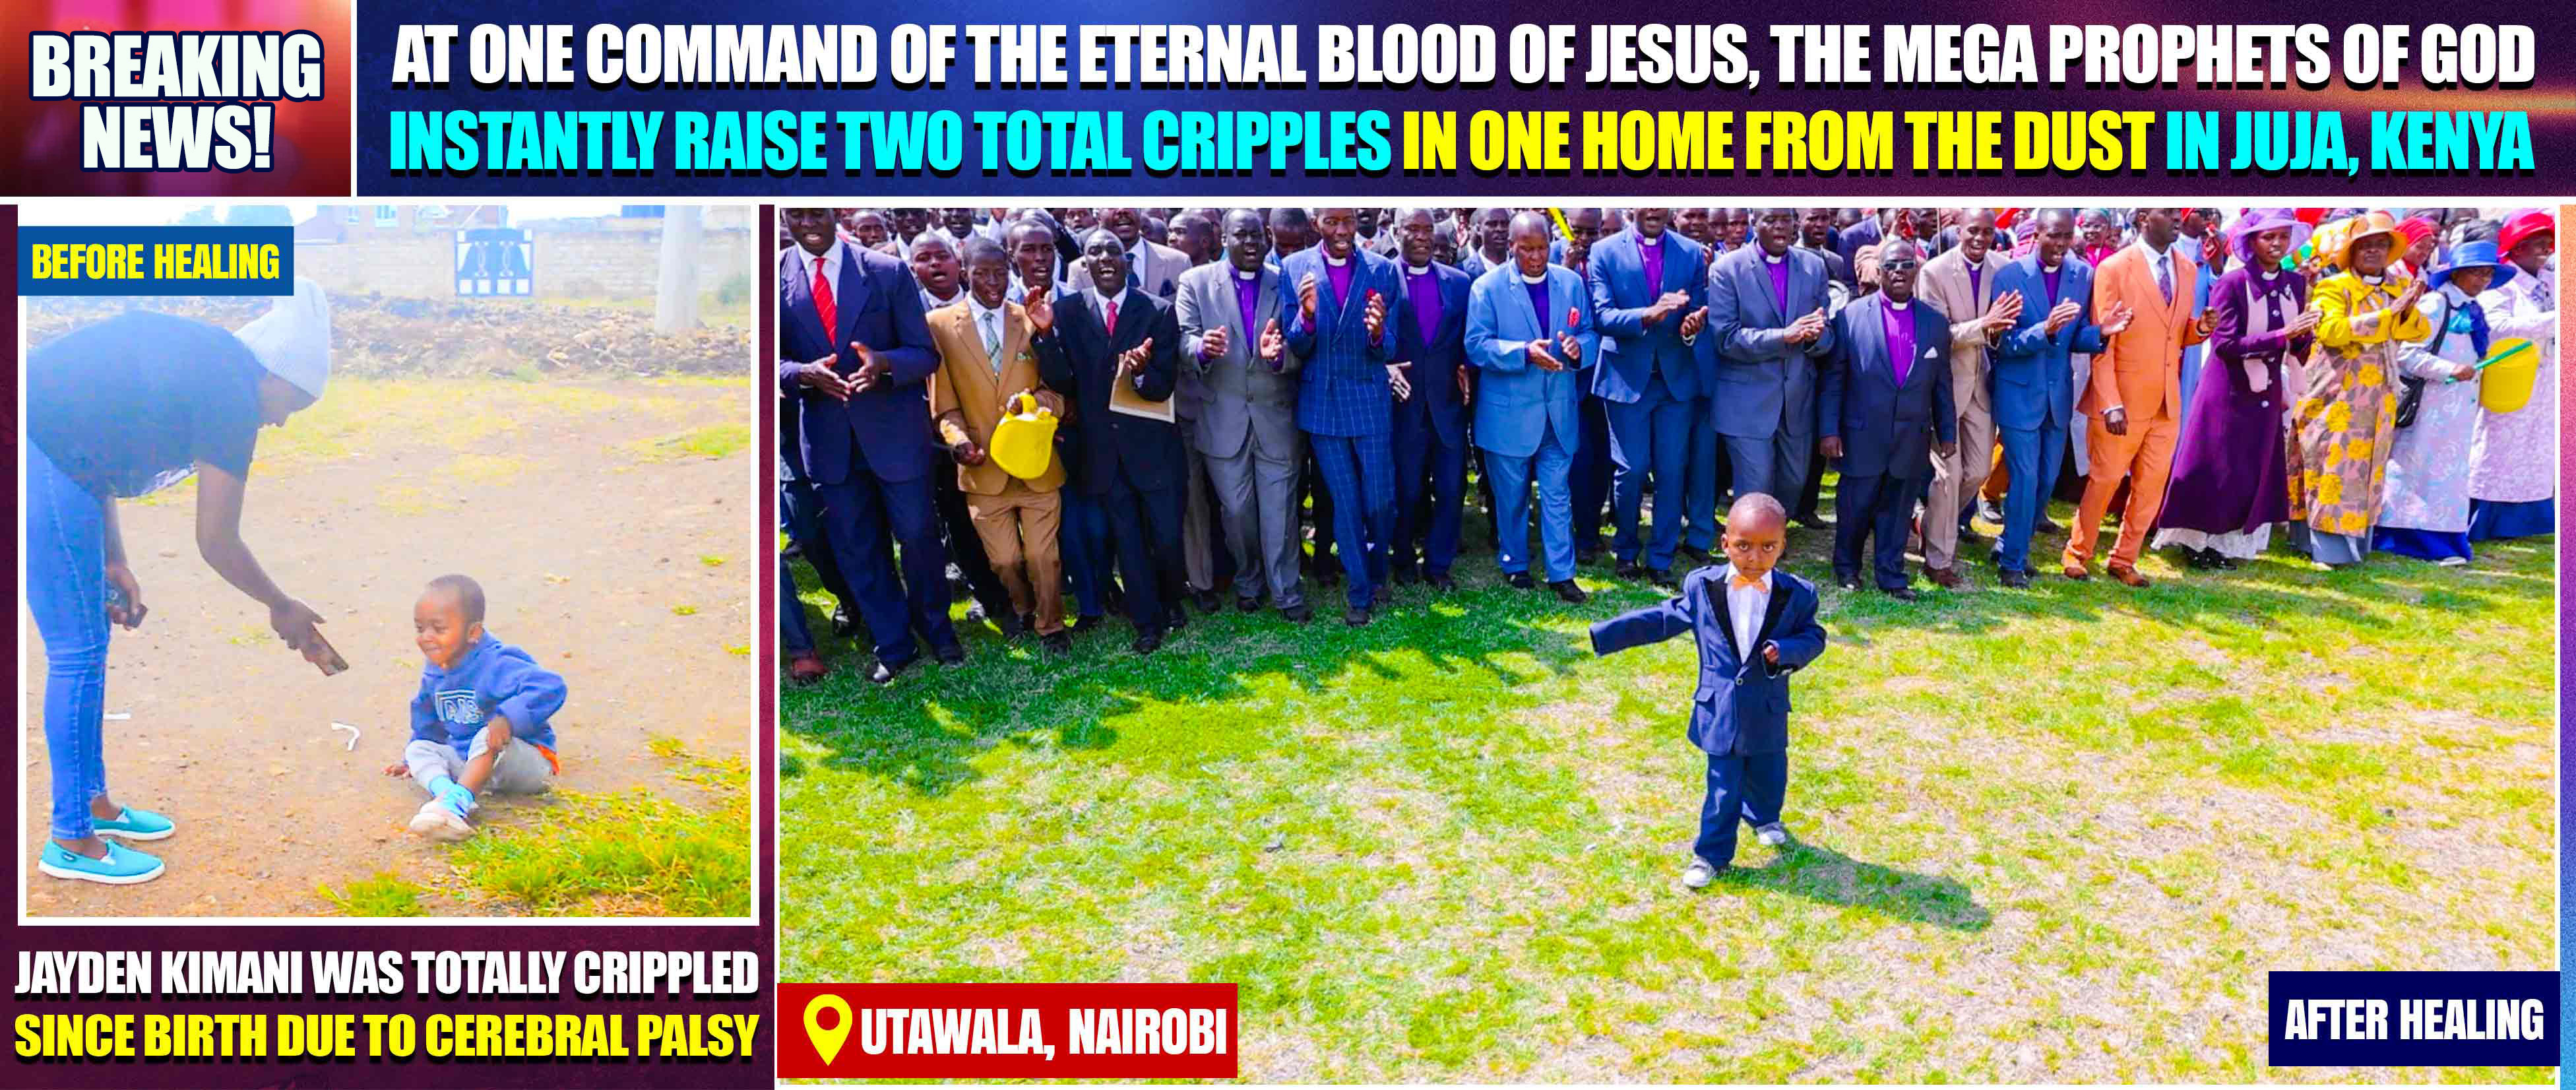 BREAKING
NEWS!
AT ONE COMMAND OF THE ETERNAL BLOOD OF JESUS, THE MEGA PROPHETS OF GOD
INSTANTLY RAISE TWO TOTAL CRIPPLES IN ONE HOME FROM THE DUST IN JUJA, KENYA
BEFORE HEALING
JAYDEN KIMANI WAS TOTALLY CRIPPLED
SINCE BIRTH DUE TO CEREBRAL PALSY
UTAWALA, NAIROBI
AFTER HEALING